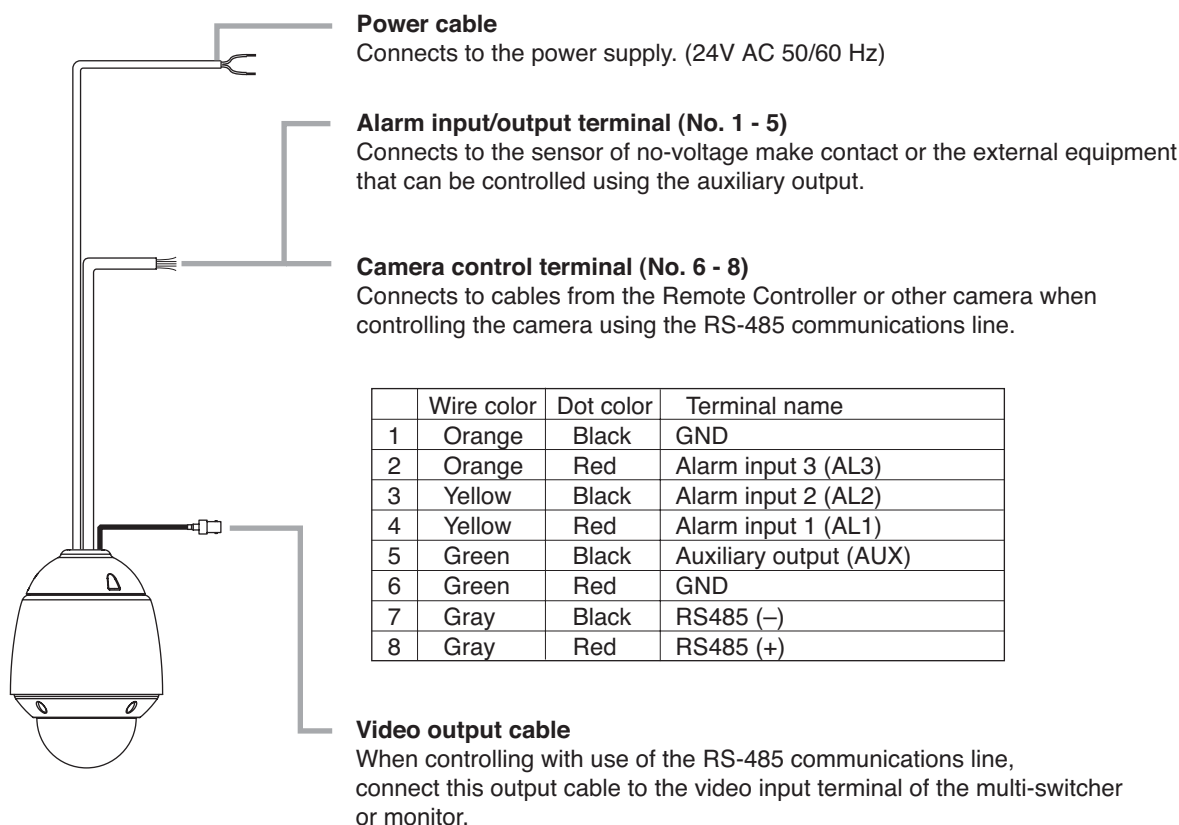 Power cable
Connects to the power supply. (24V AC 50/60 Hz)
Alarm input/output terminal (No. 1 - 5)
Connects to the sensor of no-voltage make contact or the external equipment
that can be controlled using the auxiliary output.
Camera control terminal (No. 6 - 8)
Connects to cables from the Remote Controller or other camera when
controlling the camera using the RS-485 communications line.
Wire color Dot color Terminal name
1 Orange Black GND
2 Orange Red Alarm input 3 (AL3)
3 Yellow Black Alarm input 2 (AL2)
4 Yellow Red Alarm input 1 (AL1)
5 Green Black Auxiliary output (AUX)
6 Green Red GND
7 Gray Black RS485 (–)
8 Gray Red RS485 (+)
Video output cable
When controlling with use of the RS-485 communications line,
connect this output cable to the video input terminal of the multi-switcher
or monitor.